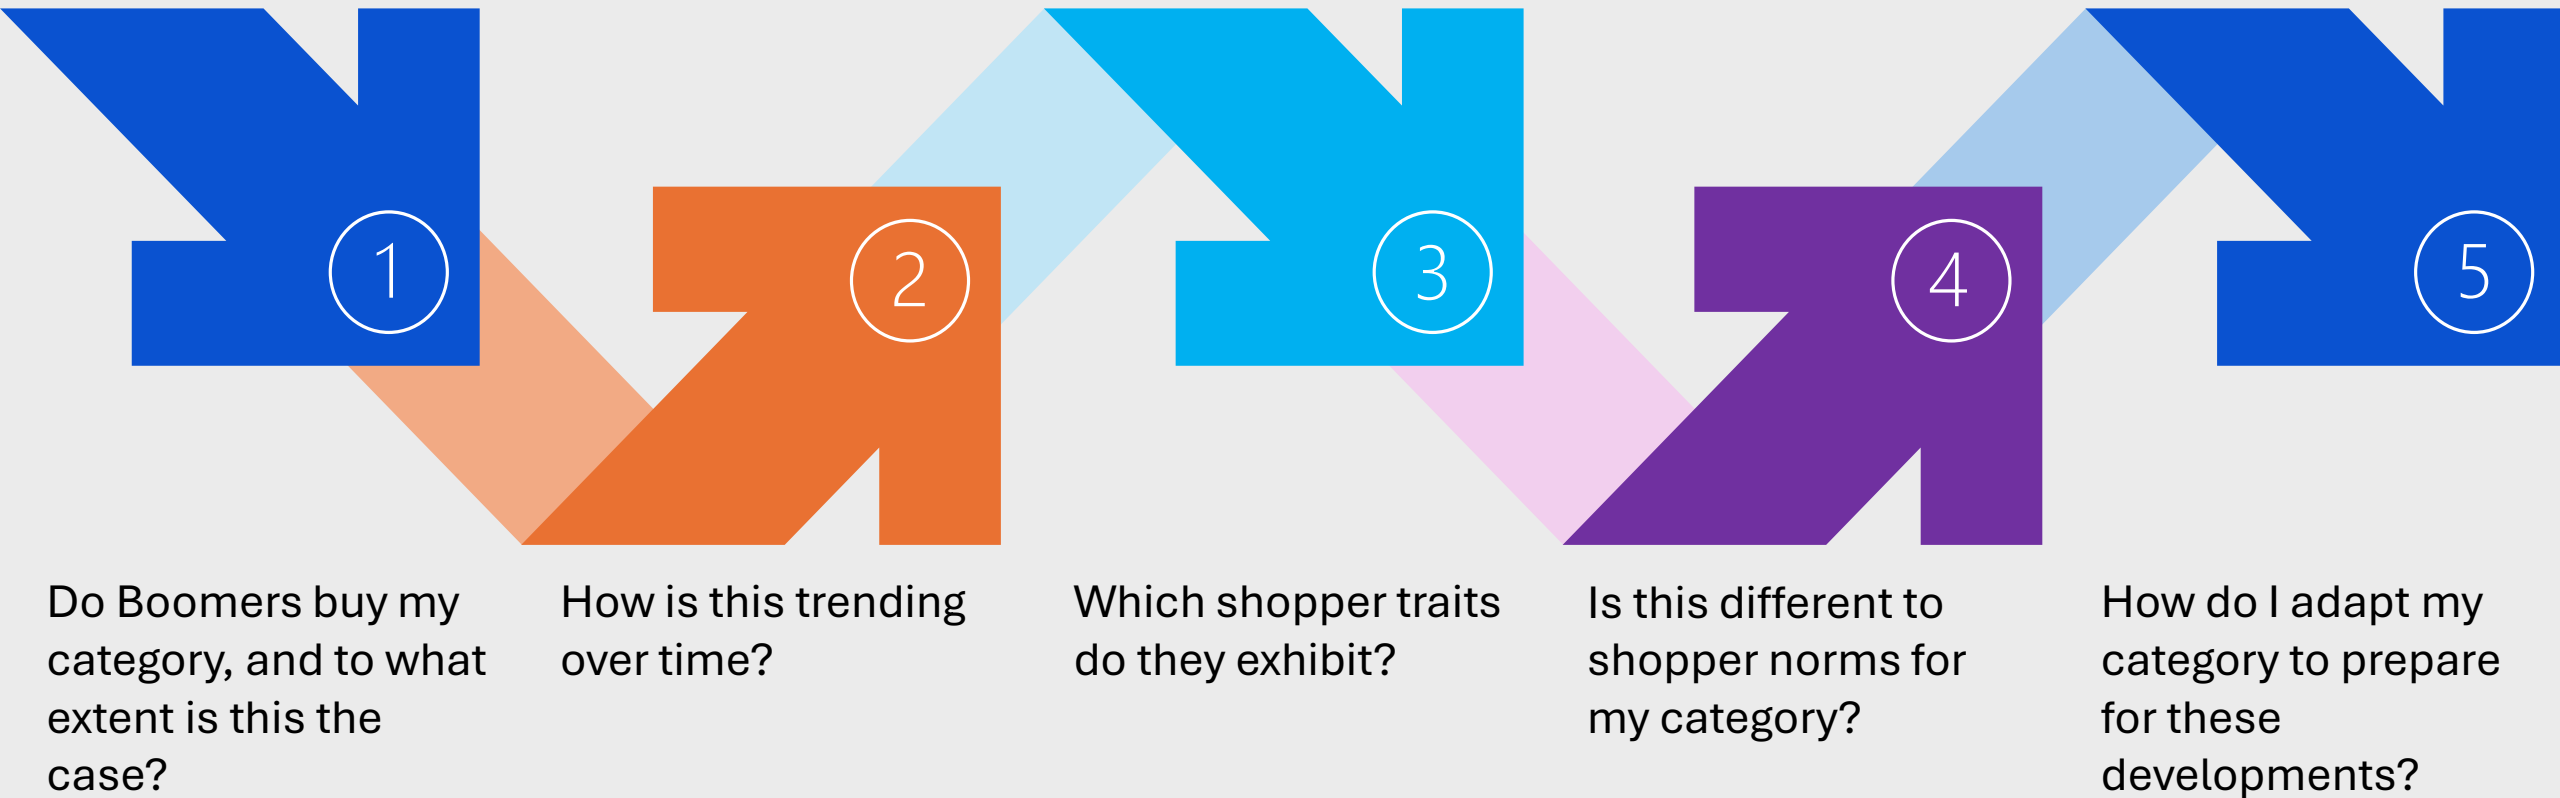 1
2
3
4
5
Do Boomers buy my
category, and to what
extent is this the
case?
How is this trending
over time?
Which shopper traits
do they exhibit?
Is this different to
shopper norms for
my category?
How do I adapt my
category to prepare
for these
developments?